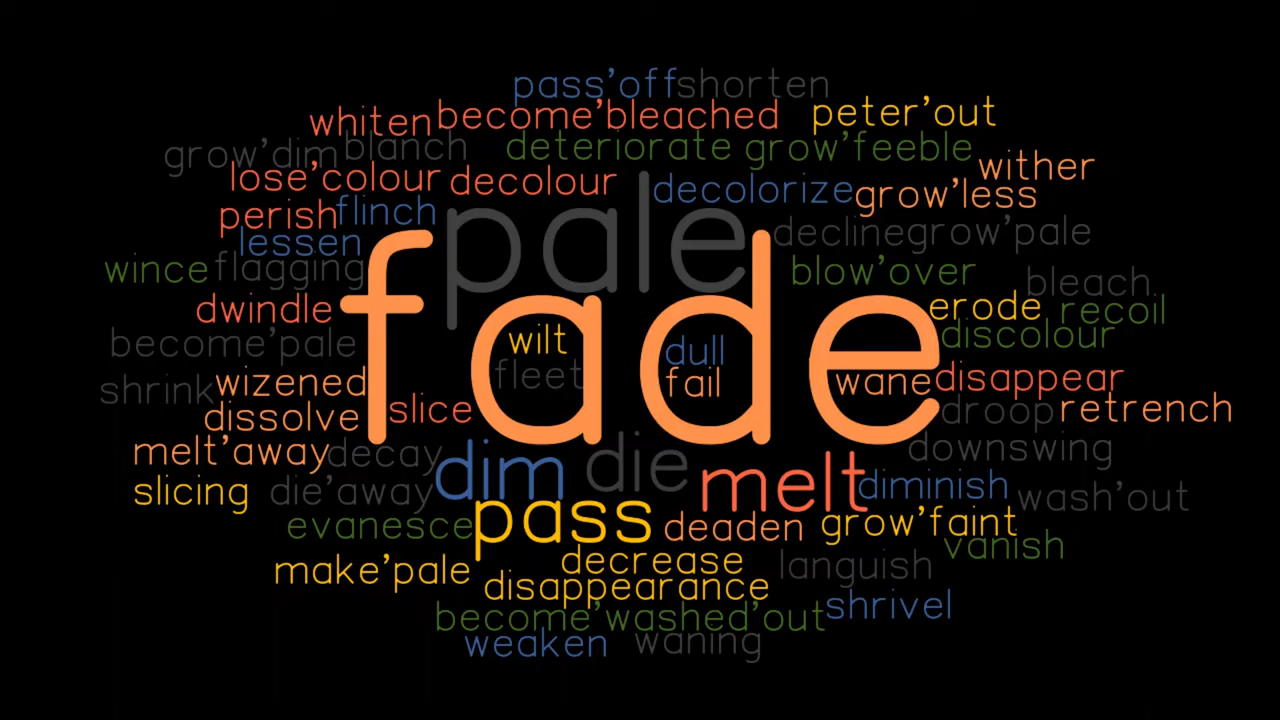 pass'off shorten
whiten become'bleached peter'out
grow'dim blanch deteriorate grow'feeble
lose'colour decolour decolorize grow'less wither
perish flinch pale
lessen decline grow'pale
wince flagging blow'over bleach
dwindle fade erode recoil
become'pale wilt dull discolour
shrink wizened fleet fail wane disappear
dissolve slice droop retrench
melt'away decay dim die melt downswing
slicing die'away diminish wash'out
evanesce pass deaden grow'faint vanish
make'pale decrease languish
disappearance
become'washed'out shrivel
weaken waning